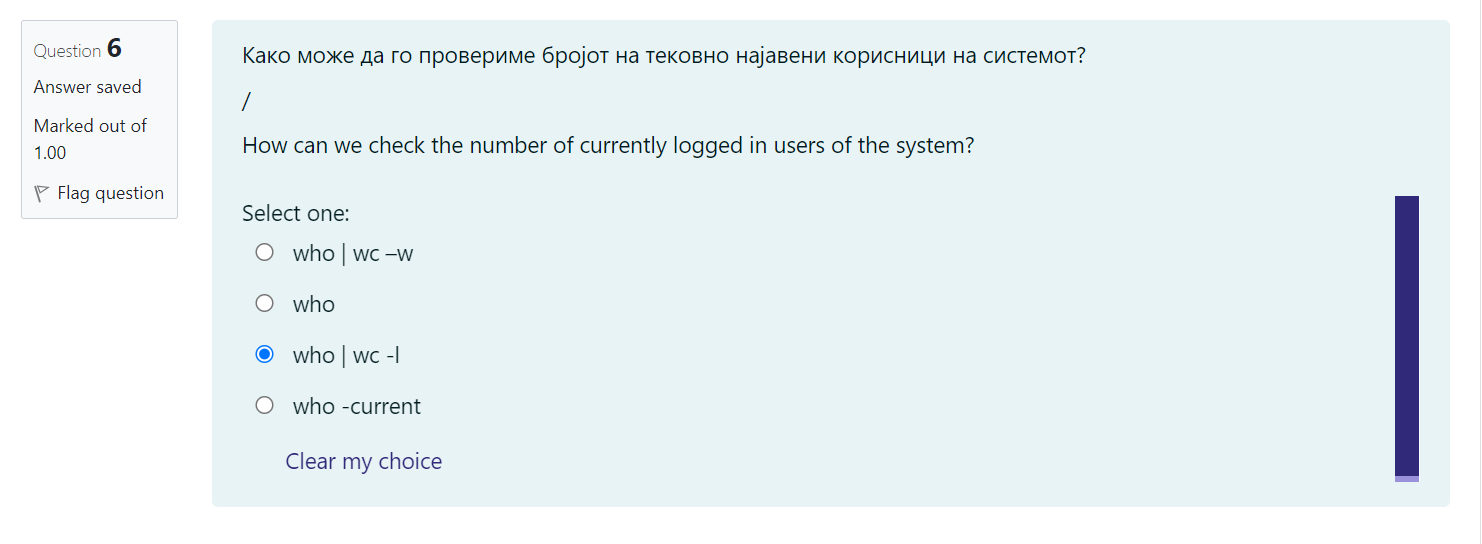 Question 6
Answer saved
Marked out of
1.00
Flag question
Како може да го провериме бројот на тековно најавени корисници на системот?
/
How can we check the number of currently logged in users of the system?
Select one:
who | wc –w
who
who | wc -l
who -current
Clear my choice